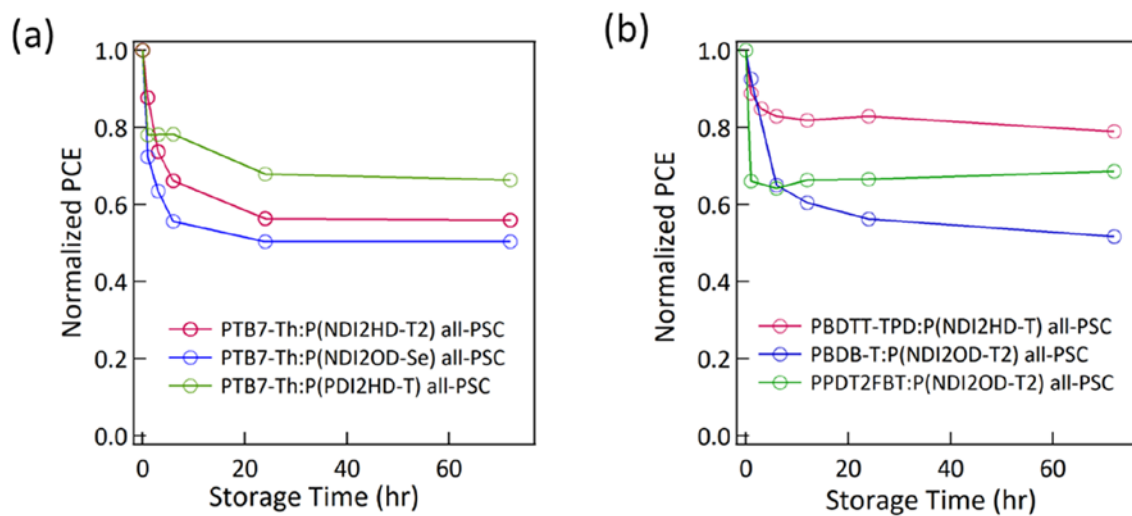 (a)
1.0
0.8
0.6
0.4
0.2
0.0
Normalized PCE
PTB7-Th:P(NDI2HD-T2) all-PSC
PTB7-Th:P(NDI2OD-Se) all-PSC
PTB7-Th:P(PDI2HD-T) all-PSC
0 20 40 60
Storage Time (hr)
(b)
1.0
0.8
0.6
0.4
0.2
0.0
Normalized PCE
PBDTT-TPD:P(NDI2HD-T) all-PSC
PBDB-T:P(NDI2OD-T2) all-PSC
PPDT2FBT:P(NDI2OD-T2) all-PSC
0 20 40 60
Storage Time (hr)